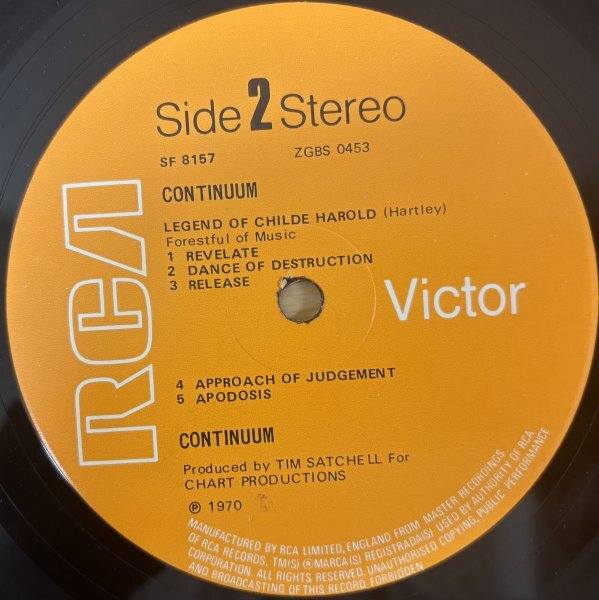 Side 2 Stereo
SF 8157 ZGBS 0453
CONTINUUM
LEGEND OF CHILDE HAROLD (Hartley)
Forestful of Music
1 REVELATE
2 DANCE OF DESTRUCTION
3 RELEASE
RCA
Victor
4 APPROACH OF JUDGEMENT
5 APODOSIS
CONTINUUM
Produced by TIM SATCHELL For
CHART PRODUCTIONS
℗ 1970
MANUFACTURED BY RCA LIMITED, ENGLAND FROM MASTER RECORDINGS
OF RCA RECORDS. TM(S) ® MARCA(S) REGISTRADA(S) USED BY AUTHORITY OF RCA
CORPORATION. ALL RIGHTS RESERVED. UNAUTHORISED COPYING, PUBLIC PERFORMANCE
AND BROADCASTING OF THIS RECORD FORBIDDEN